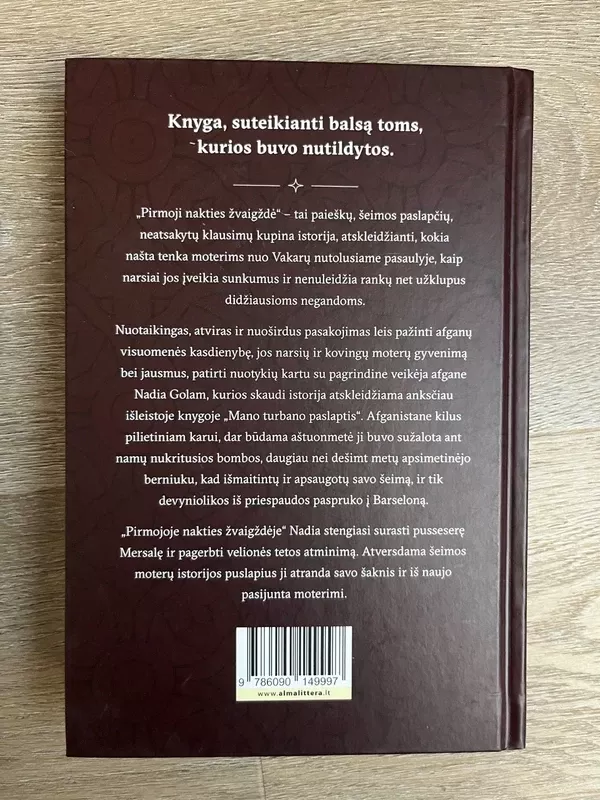 Knyga, suteikianti balsą toms,
kurios buvo nutildytos.
„Pirmoji nakties žvaigždė“ – tai paieškų, šeimos paslapčių,
neatsakytų klausimų kupina istorija, atskleidžianti, kokia
našta tenka moterims nuo Vakarų nutolusiame pasaulyje, kaip
narsiai jos įveikia sunkumus ir nenuleidžia rankų net užklupus
didžiausioms negandoms.
Nuotaikingas, atviras ir nuoširdus pasakojimas leis pažinti afganų
visuomenės kasdienybę, jos narsių ir kovingų moterų gyvenimą
bei jausmus, patirti nuotykių kartu su pagrindine veikėja afgane
Nadia Golam, kurios skaudi istorija atskleidžiama anksčiau
išleistoje knygoje „Mano turbano paslaptis“. Afganistane kilus
pilietiniam karui, dar būdama aštuonmetė ji buvo sužalota ant
namų nukritusios bombos, daugiau nei dešimt metų apsimetinėjo
berniuku, kad išmaitintų ir apsaugotų savo šeimą, ir tik
devyniolikos iš priespaudos paspruko į Barseloną.
„Pirmojoje nakties žvaigždėje“ Nadia stengiasi surasti pusseserę
Mersalę ir pagerbti velionės tetos atminimą. Atversdama šeimos
moterų istorijos puslapius ji atranda savo šaknis ir iš naujo
pasijunta moterimi.
9 786090 149997
www.almalittera.lt